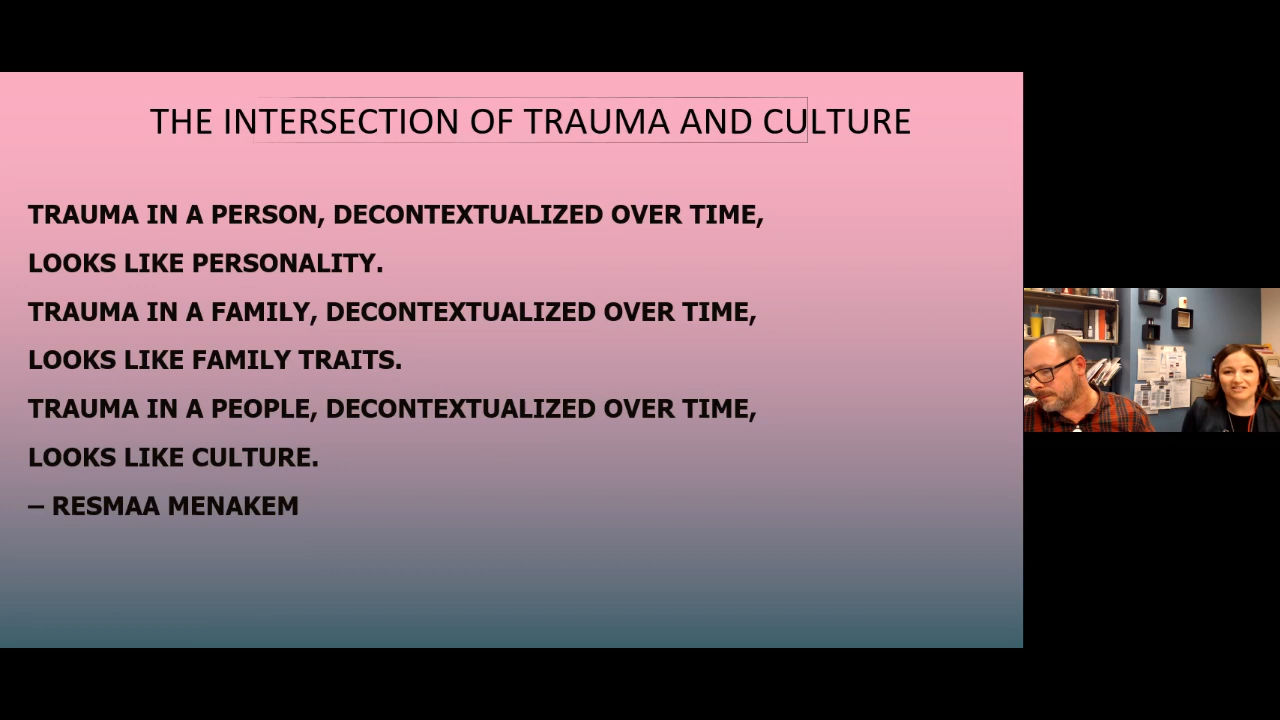 THE INTERSECTION OF TRAUMA AND CULTURE
TRAUMA IN A PERSON, DECONTEXTUALIZED OVER TIME,
LOOKS LIKE PERSONALITY.
TRAUMA IN A FAMILY, DECONTEXTUALIZED OVER TIME,
LOOKS LIKE FAMILY TRAITS.
TRAUMA IN A PEOPLE, DECONTEXTUALIZED OVER TIME,
LOOKS LIKE CULTURE.
– RESMAA MENAKEM